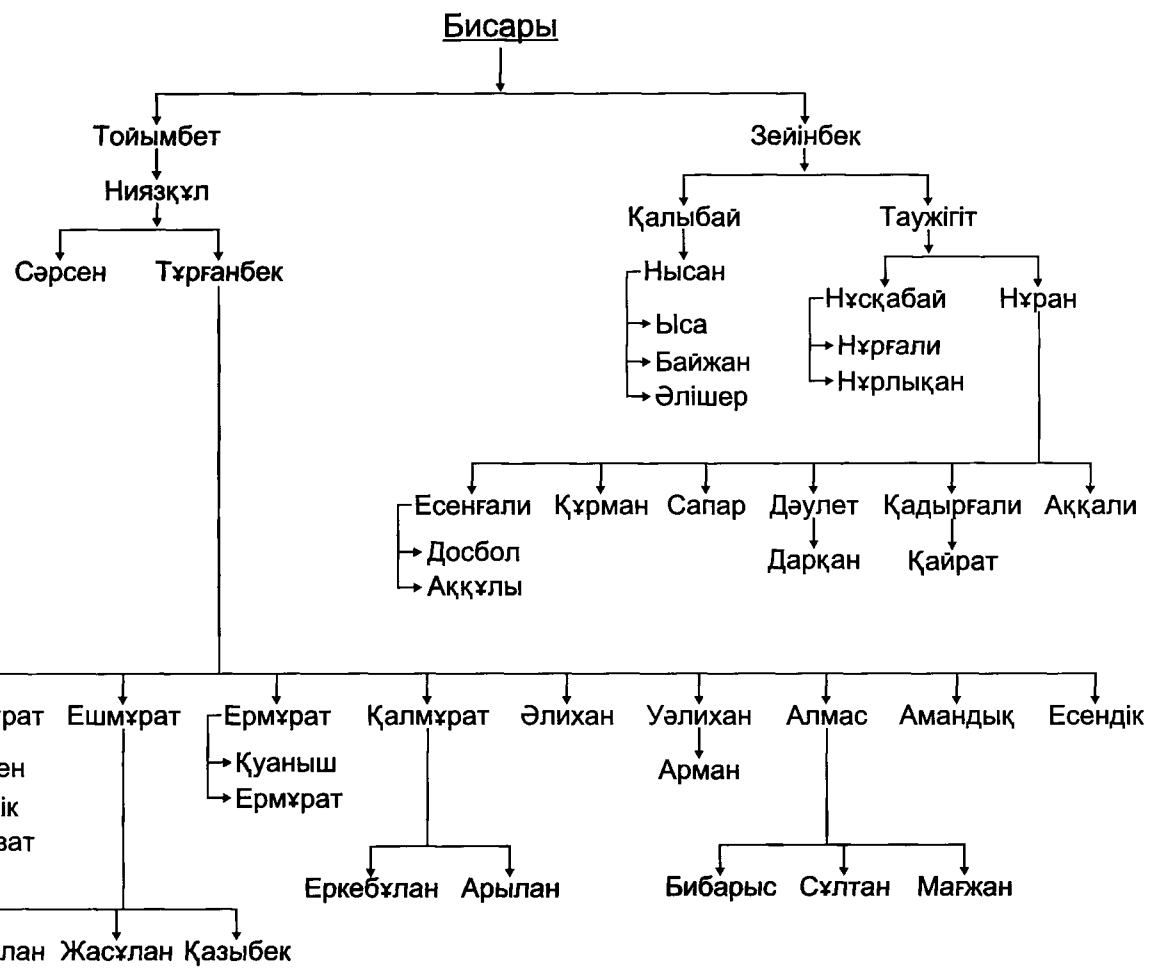 Бисары
Тойымбет Зейінбек
Ниязқұл
Қалыбай Таужігіт
Сәрсен Тұрғанбек Нысан
Нұсқабай Нұран
Ыса
Нұрғали
Байжан
Нұрлықан
Әлішер
Есенғали Құрман Сапар Дәулет Қадырғали Аққали
Досбол
Дарқан Қайрат
Аққұлы
Ешмұрат Ермұрат Қалмұрат Әлихан Уәлихан Алмас Амандық Есендік
Қуаныш
Арман
Ермұрат
Еркебұлан Арылан Бибарыс Сұлтан Мағжан
Жасұлан Қазыбек